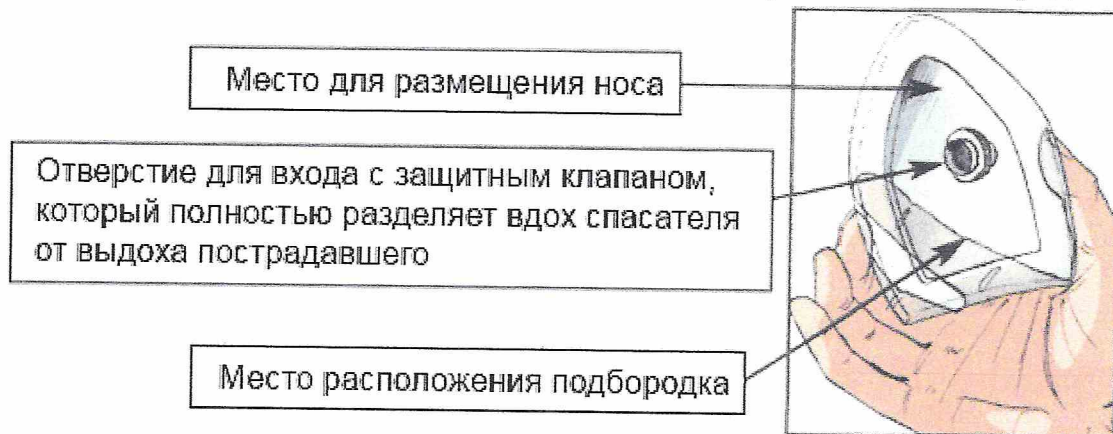 Место для размещения носа
Отверстие для входа с защитным клапаном,
который полностью разделяет вдох спасателя
от выдоха пострадавшего
Место расположения подбородка